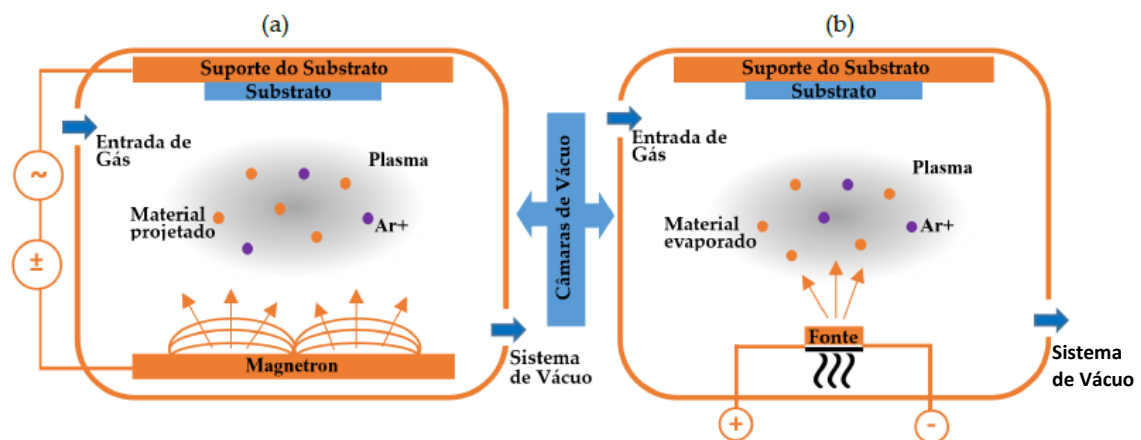 (a)
Suporte do Substrato
Substrato
Entrada de
Gás
Plasma
Material
projetado
Ar+
~
±
Magnetron
Sistema
de Vácuo
Câmaras de Vácuo
(b)
Suporte do Substrato
Substrato
Entrada de
Gás
Plasma
Material
evaporado
Ar+
Fonte
+
-
Sistema
de Vácuo